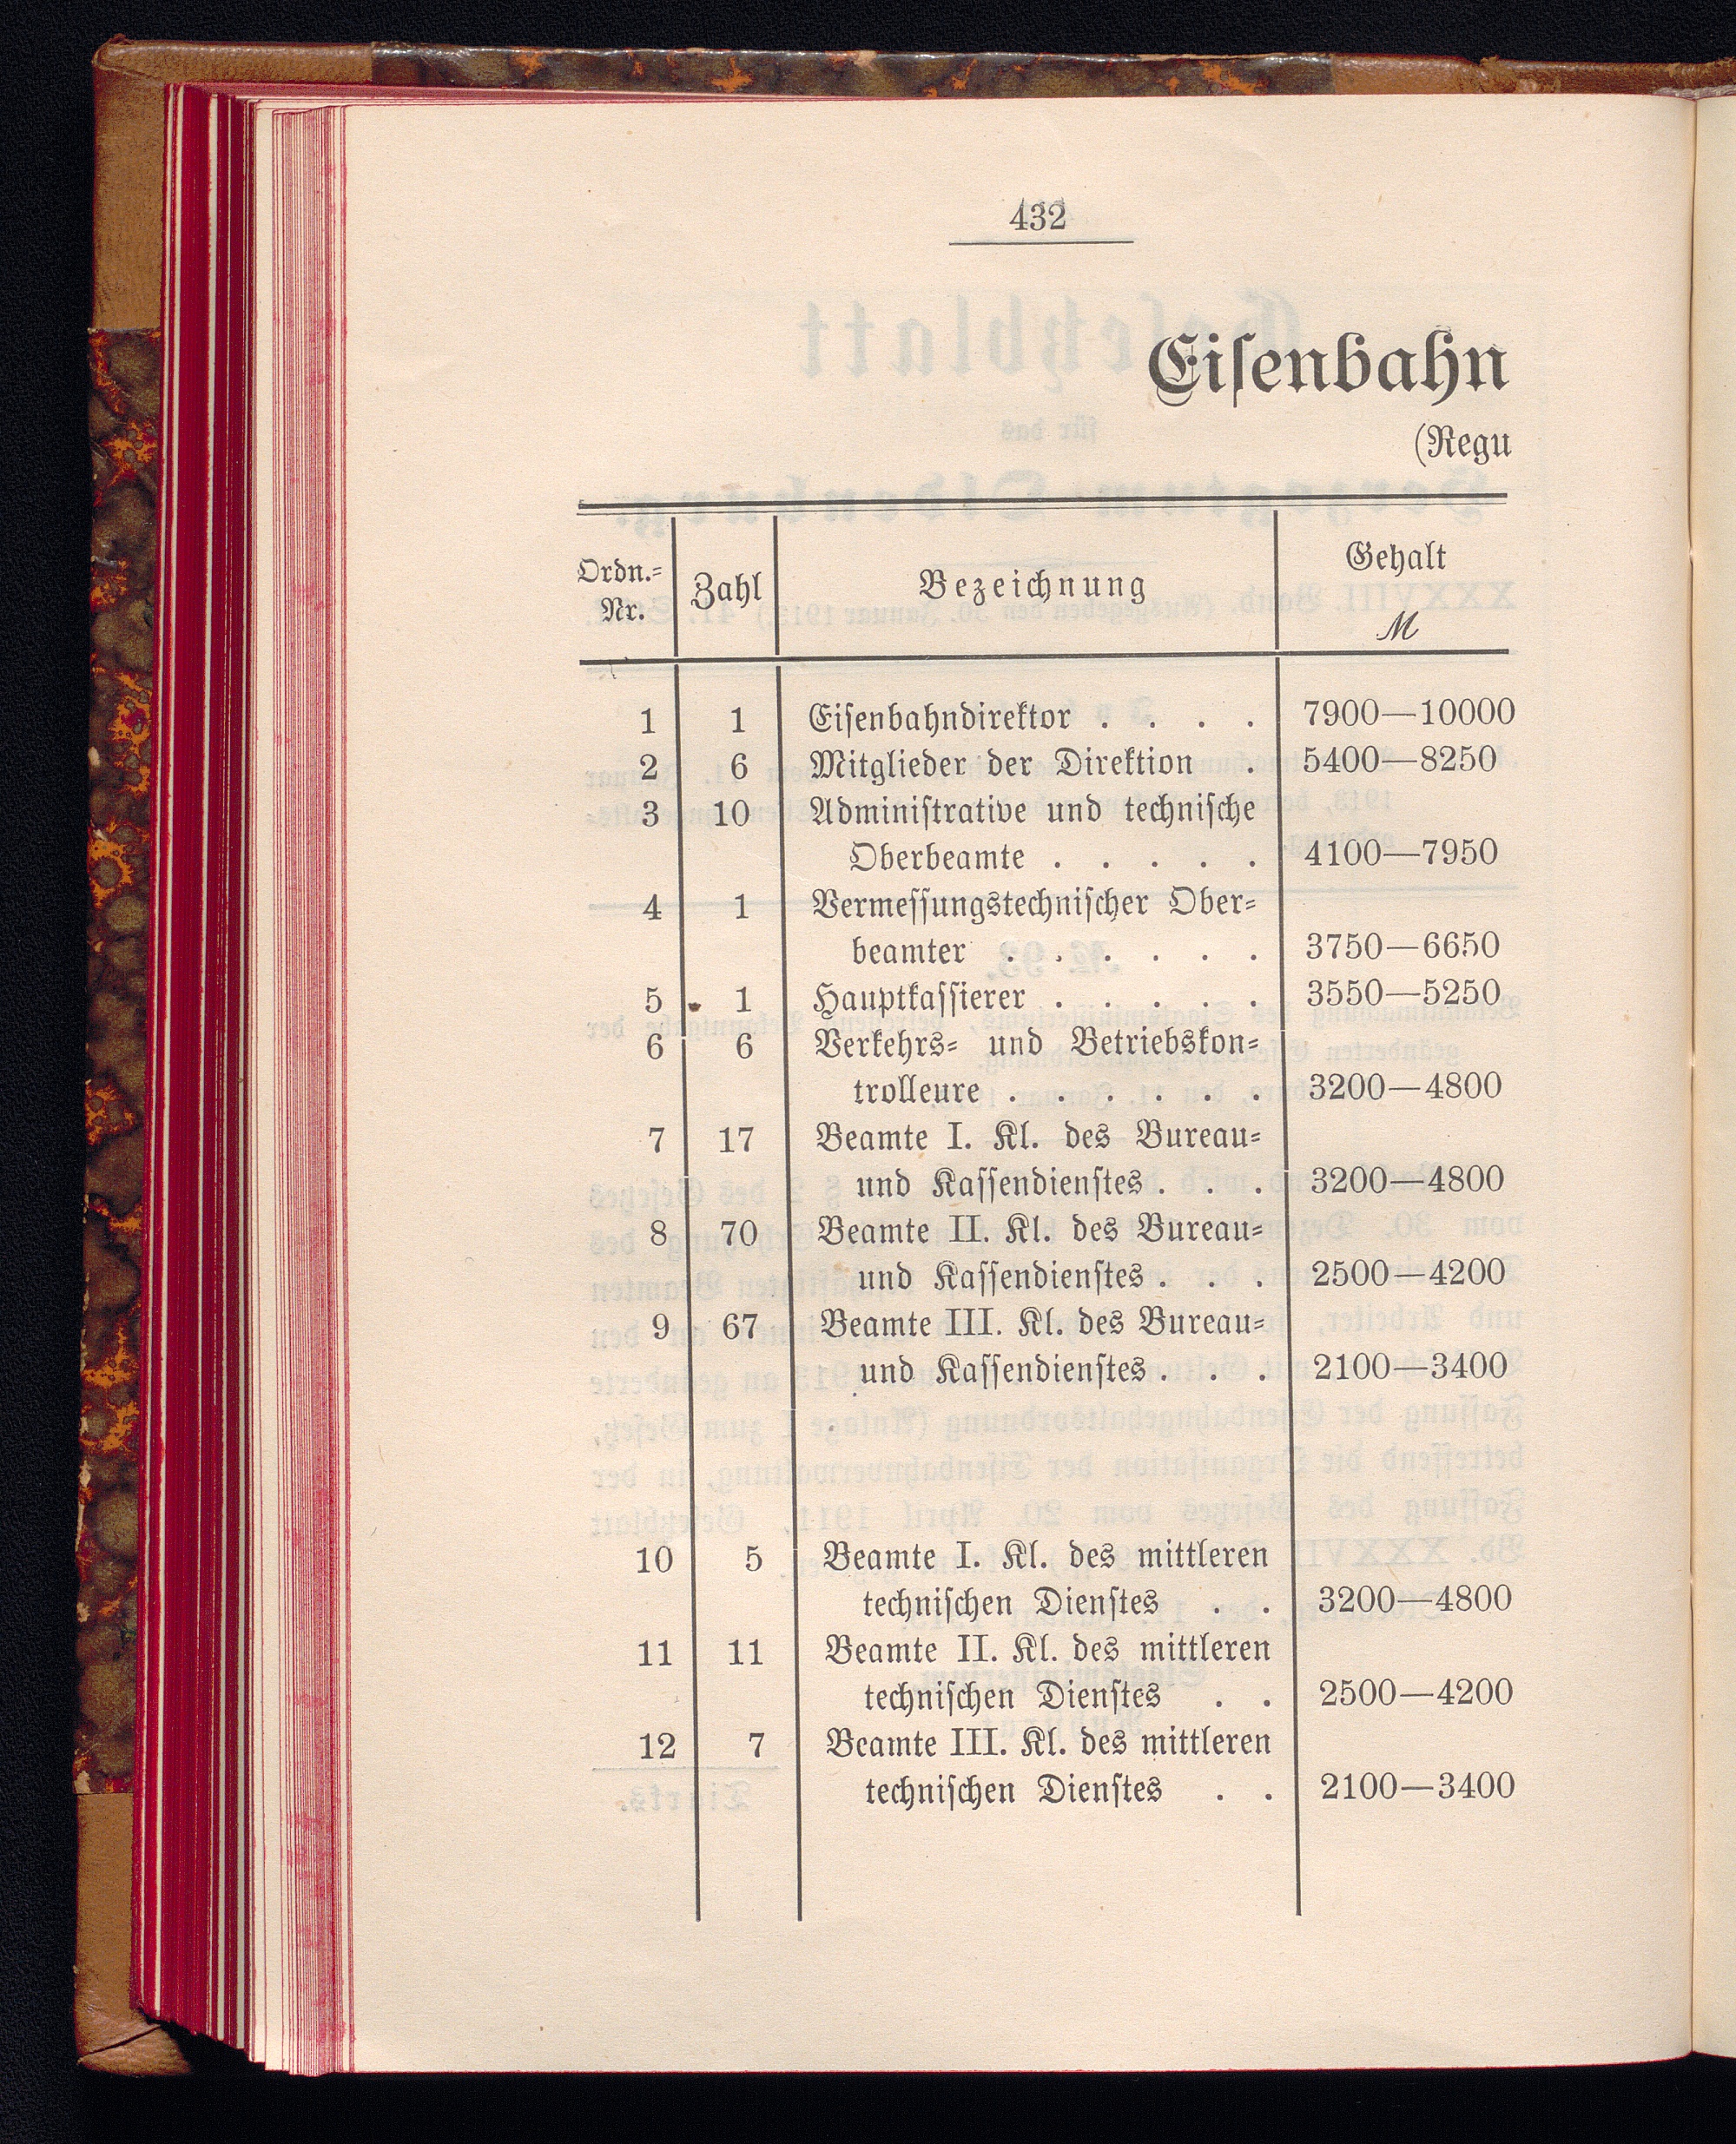 432
Eiſenbahn
(Regu
Ordn.=
Nr.
Zahl
Bezeichnung
Gehalt
ℳ
1 1 Eiſenbahndirektor . . . . 7900—10000
2 6 Mitglieder der Direktion . 5400—8250
3 10 Adminiſtrative und techniſche
Oberbeamte . . . . . 4100—7950
4 1 Vermeſſungstechniſcher Ober=
beamter . . . . . . 3750—6650
5 1 Hauptkaſſierer . . . . . 3550—5250
6 6 Verkehrs= und Betriebskon=
trolleure . . . . . . 3200—4800
7 17 Beamte I. Kl. des Bureau=
und Kaſſendienſtes . . . 3200—4800
8 70 Beamte II. Kl. des Bureau=
und Kaſſendienſtes . . . 2500—4200
9 67 Beamte III. Kl. des Bureau=
und Kaſſendienſtes . . . 2100—3400
10 5 Beamte I. Kl. des mittleren
techniſchen Dienſtes . . 3200—4800
11 11 Beamte II. Kl. des mittleren
techniſchen Dienſtes . . 2500—4200
12 7 Beamte III. Kl. des mittleren
techniſchen Dienſtes . . 2100—3400